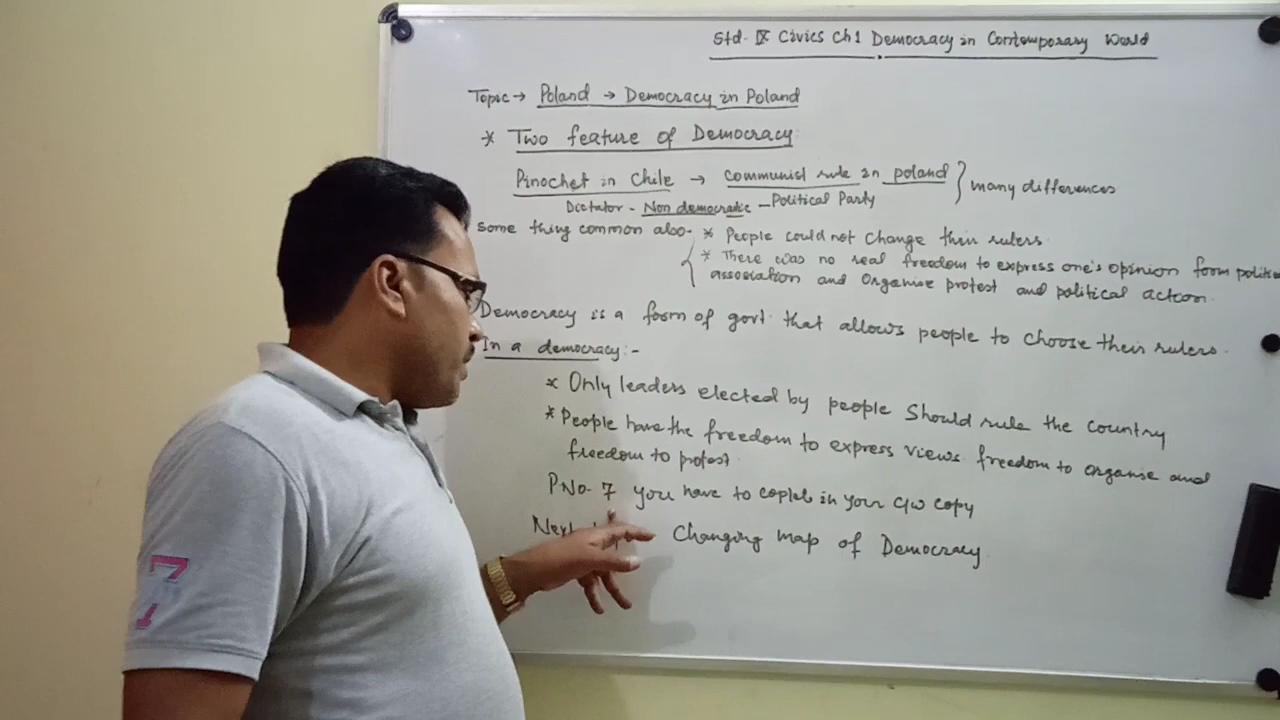 Std. IX Civics Ch1 Democracy in Contemporary World
Topic → Poland → Democracy in Poland
* Two feature of Democracy
Pinochet in Chile → communist rule in poland } many differences
Dictator - Non democratic - Political Party
some thing common also - * People could not change their rulers.
* There was no real freedom to express one's opinion form
association and Organise protest and political action.
Democracy is a form of govt. that allows people to choose their rulers.
In a democracy:-
* Only leaders elected by people Should rule the country
* People have the freedom to express views freedom to organise and
freedom to protest.
P No. 7 you have to in your C/W copy
Changing map of Democracy.